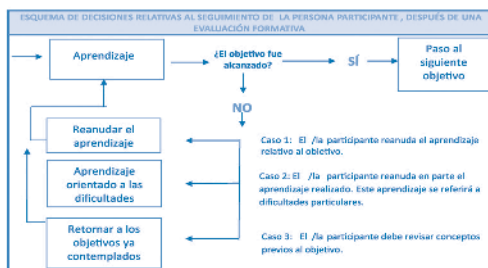 ESQUEMA DE DECISIONES RELATIVAS AL SEGUIMIENTO DE LA PERSONA PARTICIPANTE , DESPUÉS DE UNA
EVALUACIÓN FORMATIVA
Aprendizaje
¿El objetivo fue
alcanzado?
SÍ
Paso al
siguiente
objetivo
NO
Reanudar el
aprendizaje
Caso 1: El /la participante reanuda el aprendizaje
relativo al objetivo.
Aprendizaje
orientado a las
dificultades
Caso 2: El /la participante reanuda en parte
el aprendizaje realizado. Este aprendizaje se referirá a
dificultades particulares.
Retornar a los
objetivos ya
contemplados
Caso 3: El /la participante debe revisar conceptos
previos al objetivo.